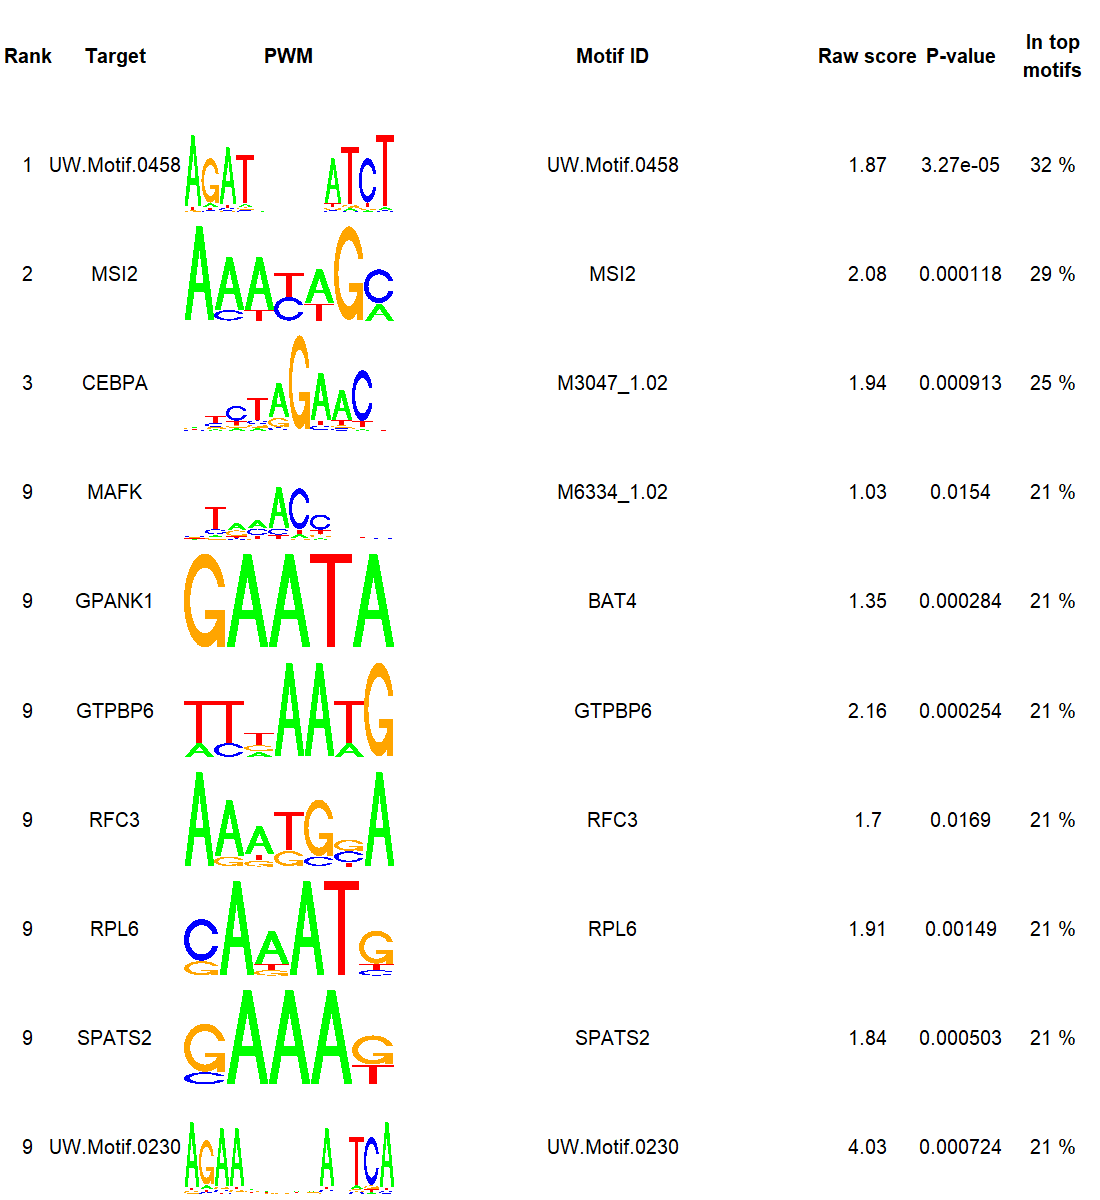 Rank Target PWM Motif ID Raw score P-value In top motifs
1 UW.Motif.0458 AGATATCT UW.Motif.0458 1.87 3.27e-05 32 %
2 MSI2 AAATAGC MSI2 2.08 0.000118 29 %
3 CEBPA TCTAGAAC M3047_1.02 1.94 0.000913 25 %
9 MAFK TAAACC M6334_1.02 1.03 0.0154 21 %
9 GPANK1 GAATA BAT4 1.35 0.000284 21 %
9 GTPBP6 TTTAATG GTPBP6 2.16 0.000254 21 %
9 RFC3 AAATGGA RFC3 1.7 0.0169 21 %
9 RPL6 CAAATG RPL6 1.91 0.00149 21 %
9 SPATS2 GAAAG SPATS2 1.84 0.000503 21 %
9 UW.Motif.0230 AGAAATCA UW.Motif.0230 4.03 0.000724 21 %